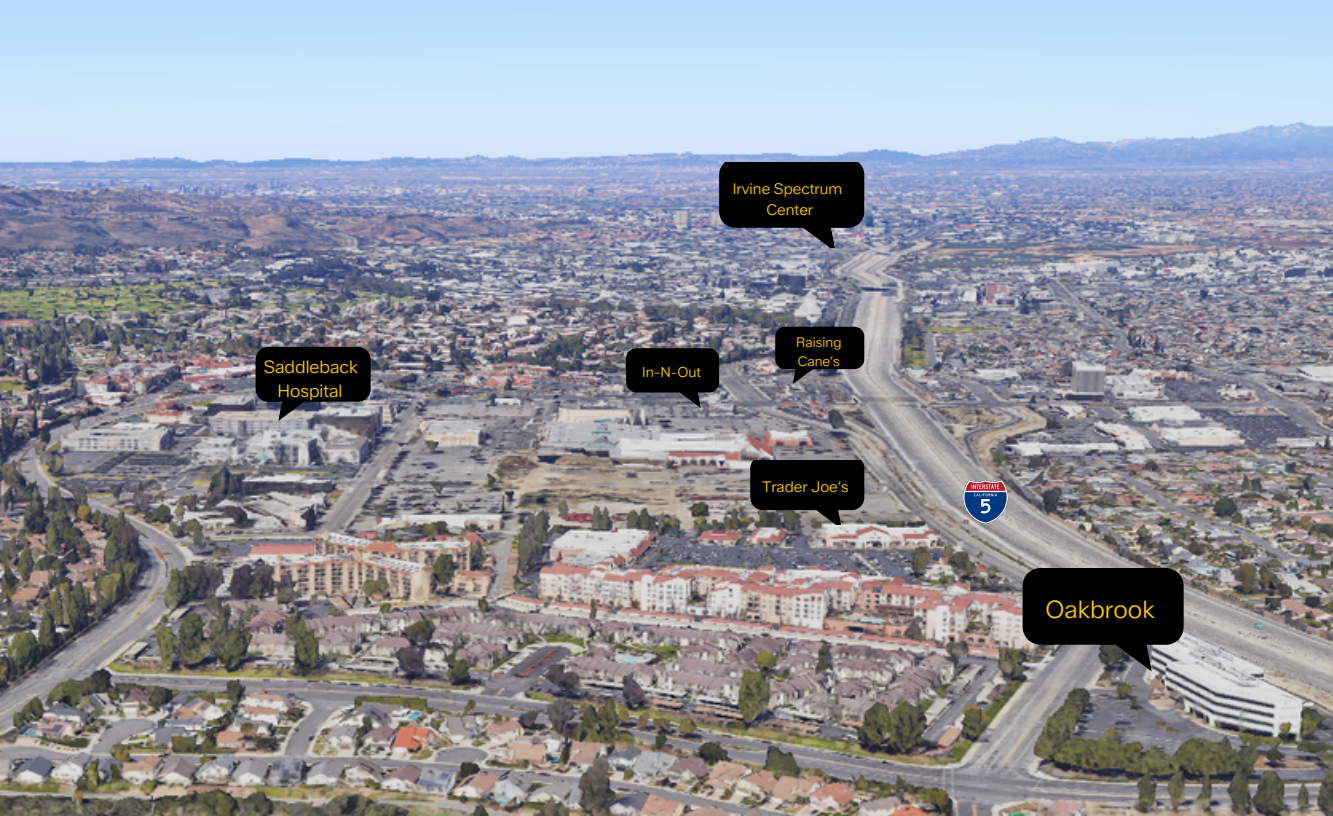 Irvine Spectrum
Center
Raising
Cane's
In-N-Out
Saddleback
Hospital
Trader Joe's
INTERSTATE
CALIFORNIA
5
Oakbrook